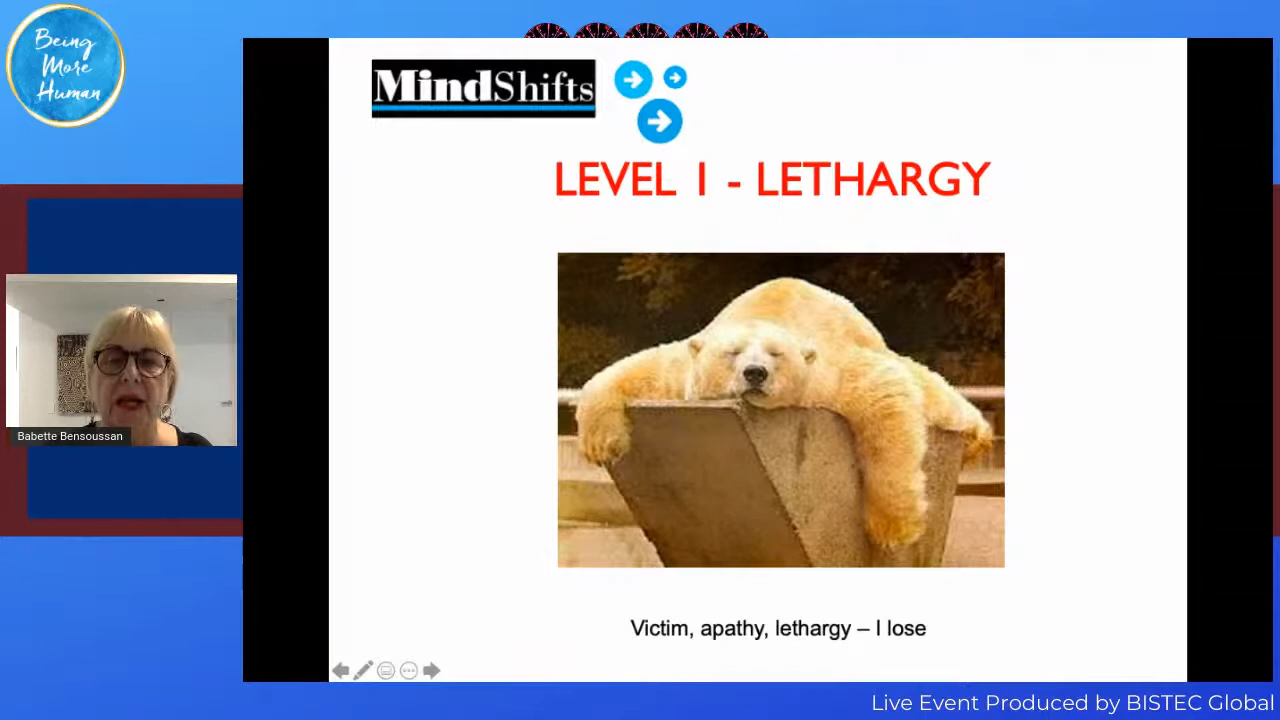 Being
More
Human
MindShifts
LEVEL 1 - LETHARGY
Babette Bensoussan
Victim, apathy, lethargy – I lose
Live Event Produced by BISTEC Global